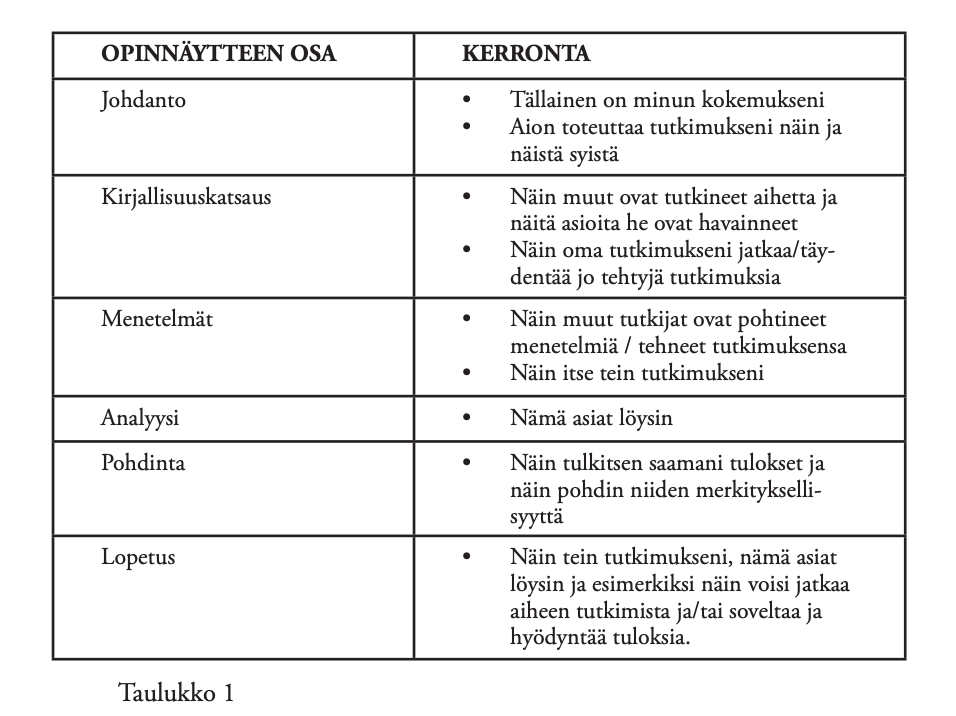 OPINNÄYTTEEN OSA KERRONTA
Johdanto
• Tällainen on minun kokemukseni
• Aion toteuttaa tutkimukseni näin ja
näistä syistä
Kirjallisuuskatsaus
• Näin muut ovat tutkineet aihetta ja
näitä asioita he ovat havainneet
• Näin oma tutkimukseni jatkaa/täy-
dentää jo tehtyjä tutkimuksia
Menetelmät
• Näin muut tutkijat ovat pohtineet
menetelmiä / tehneet tutkimuksensa
• Näin itse tein tutkimukseni
Analyysi
• Nämä asiat löysin
Pohdinta
• Näin tulkitsen saamani tulokset ja
näin pohdin niiden merkitykselli-
syyttä
Lopetus
• Näin tein tutkimukseni, nämä asiat
löysin ja esimerkiksi näin voisi jatkaa
aiheen tutkimista ja/tai soveltaa ja
hyödyntää tuloksia.
Taulukko 1